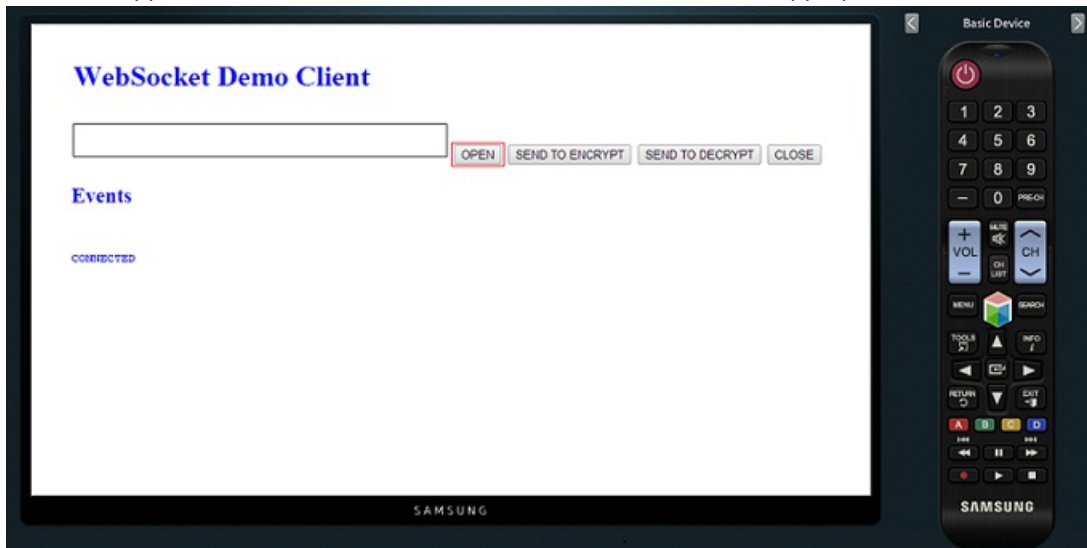 WebSocket Demo Client
OPEN SEND TO ENCRYPT SEND TO DECRYPT CLOSE
Events
CONNECTED
SAMSUNG
Basic Device
1 2 3
4 5 6
7 8 9
- 0 PRE-CH
+ MUTE
VOL CH
- CH LIST
MENU SEARCH
TOOLS INFO
RETURN EXIT
A B C D
SAMSUNG